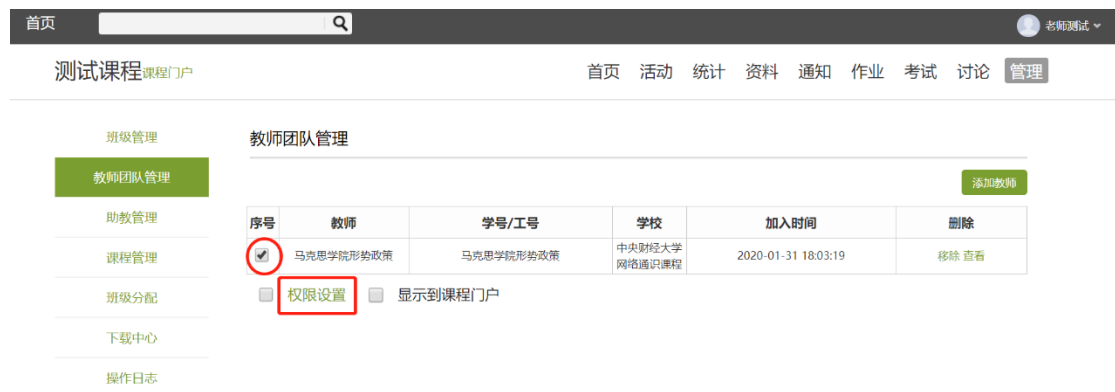 首页
老师测试
测试课程 课程门户
首页 活动 统计 资料 通知 作业 考试 讨论 管理
班级管理
教师团队管理
助教管理
课程管理
班级分配
下载中心
操作日志
教师团队管理
添加教师
序号 教师 学号/工号 学校 加入时间 删除
马克思学院形势政策 马克思学院形势政策 中央财经大学 2020-01-31 18:03:19 移除 查看
网络通识课程
权限设置 显示到课程门户